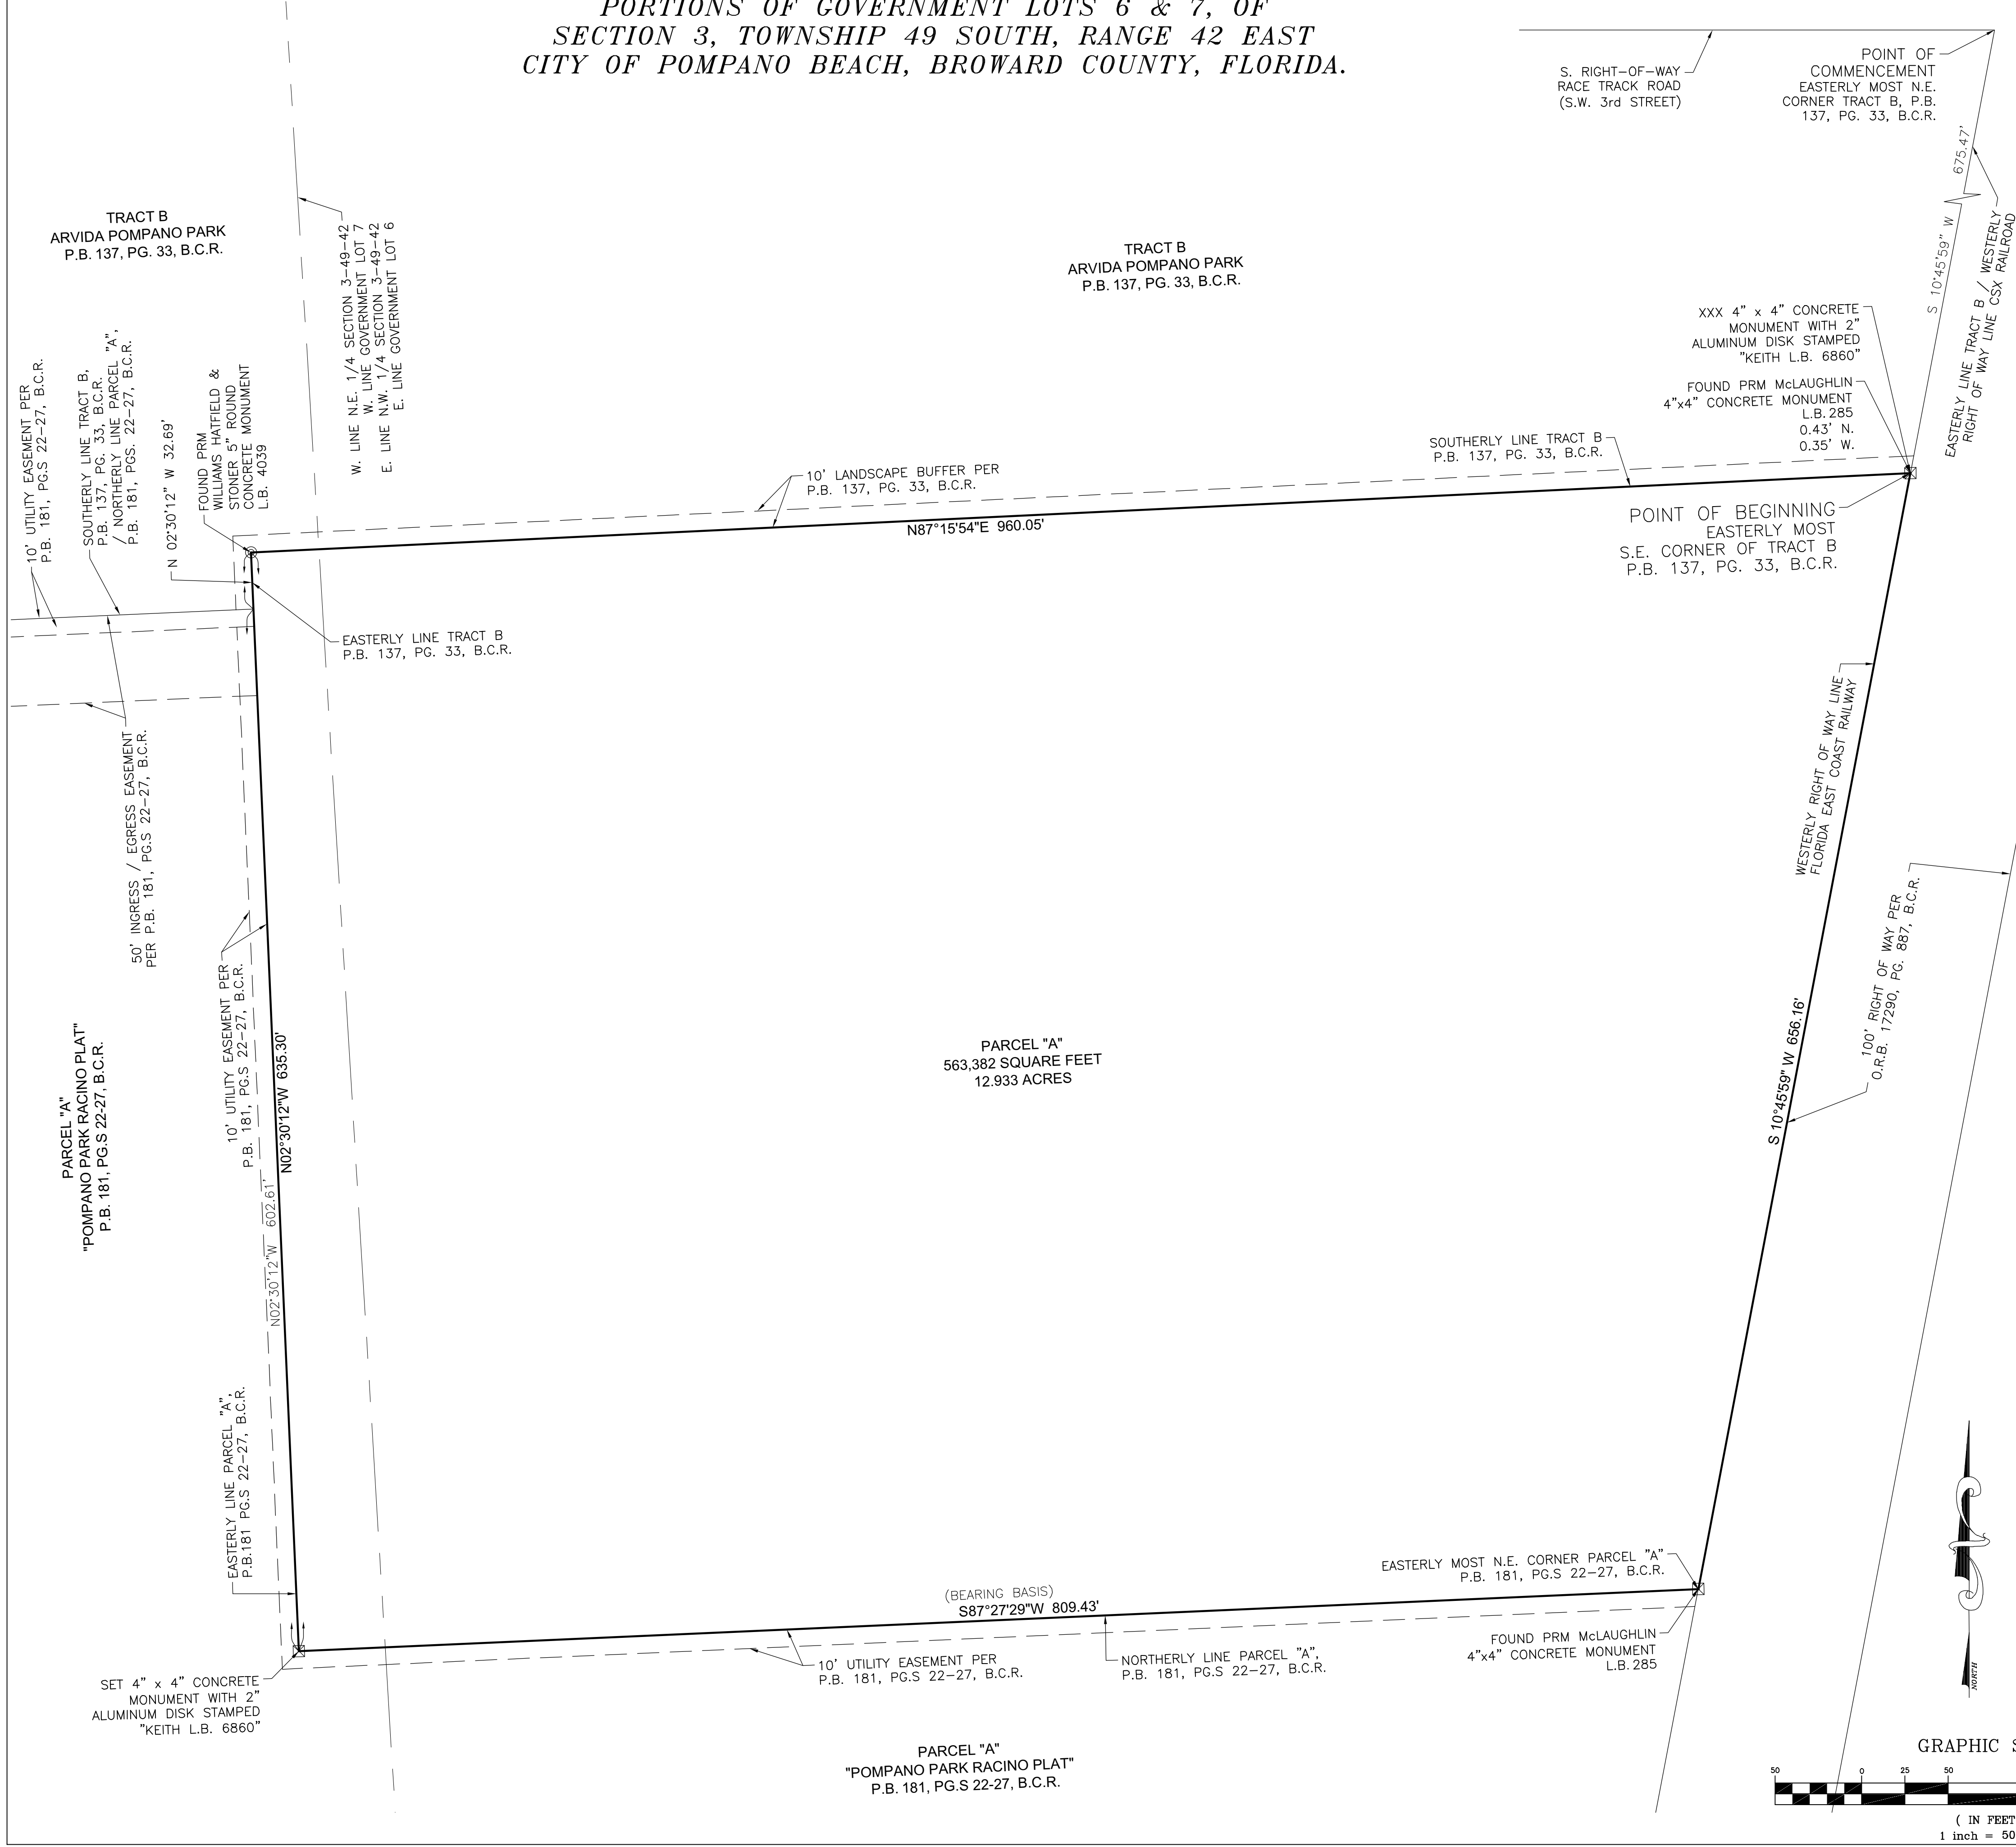 PORTIONS OF GOVERNMENT LOTS 6 & 7, OF
SECTION 3, TOWNSHIP 49 SOUTH, RANGE 42 EAST
CITY OF POMPANO BEACH, BROWARD COUNTY, FLORIDA.
S. RIGHT-OF-WAY
RACE TRACK ROAD
(S.W. 3rd STREET)
POINT OF
COMMENCEMENT
EASTERLY MOST N.E.
CORNER TRACT B, P.B.
137, PG. 33, B.C.R.
S 10°45'59" W 675.47'
EASTERLY LINE TRACT B / WESTERLY
RIGHT OF WAY LINE CSX RAILROAD
TRACT B
ARVIDA POMPANO PARK
P.B. 137, PG. 33, B.C.R.
W. LINE N.E. 1/4 SECTION 3-49-42
W. LINE GOVERNMENT LOT 7
E. LINE N.W. 1/4 SECTION 3-49-42
E. LINE GOVERNMENT LOT 6
TRACT B
ARVIDA POMPANO PARK
P.B. 137, PG. 33, B.C.R.
XXX 4" x 4" CONCRETE
MONUMENT WITH 2"
ALUMINUM DISK STAMPED
"KEITH L.B. 6860"
FOUND PRM McLAUGHLIN
4"x4" CONCRETE MONUMENT
L.B. 285
0.43' N.
0.35' W.
10' UTILITY EASEMENT PER
P.B. 181, PG.S 22-27, B.C.R.
SOUTHERLY LINE TRACT B,
P.B. 137, PG. 33, B.C.R.
/ NORTHERLY LINE PARCEL "A",
P.B. 181, PGS. 22-27, B.C.R.
N 02°30'12" W 32.69'
FOUND PRM
WILLIAMS HATFIELD &
STONER 5" ROUND
CONCRETE MONUMENT
L.B. 4039
10' LANDSCAPE BUFFER PER
P.B. 137, PG. 33, B.C.R.
SOUTHERLY LINE TRACT B
P.B. 137, PG. 33, B.C.R.
N87°15'54"E 960.05'
POINT OF BEGINNING
EASTERLY MOST
S.E. CORNER OF TRACT B
P.B. 137, PG. 33, B.C.R.
EASTERLY LINE TRACT B
P.B. 137, PG. 33, B.C.R.
50' INGRESS / EGRESS EASEMENT
PER P.B. 181, PG.S 22-27, B.C.R.
WESTERLY RIGHT OF WAY LINE
FLORIDA EAST COAST RAILWAY
100' RIGHT OF WAY PER
O.R.B. 17290, PG. 887, B.C.R.
S 10°45'59" W 656.16'
10' UTILITY EASEMENT PER
P.B. 181, PG.S 22-27, B.C.R.
N02°30'12"W 635.30'
N02°30'12"W 602.61'
PARCEL "A"
"POMPANO PARK RACINO PLAT"
P.B. 181, PG.S 22-27, B.C.R.
PARCEL "A"
563,382 SQUARE FEET
12.933 ACRES
EASTERLY LINE PARCEL "A",
P.B.181 PG.S 22-27, B.C.R.
(BEARING BASIS)
S87°27'29"W 809.43'
EASTERLY MOST N.E. CORNER PARCEL "A"
P.B. 181, PG.S 22-27, B.C.R.
SET 4" x 4" CONCRETE
MONUMENT WITH 2"
ALUMINUM DISK STAMPED
"KEITH L.B. 6860"
10' UTILITY EASEMENT PER
P.B. 181, PG.S 22-27, B.C.R.
NORTHERLY LINE PARCEL "A",
P.B. 181, PG.S 22-27, B.C.R.
FOUND PRM McLAUGHLIN
4"x4" CONCRETE MONUMENT
L.B. 285
PARCEL "A"
"POMPANO PARK RACINO PLAT"
P.B. 181, PG.S 22-27, B.C.R.
NORTH
GRAPHIC S
50 0 25 50
( IN FEET
1 inch = 50